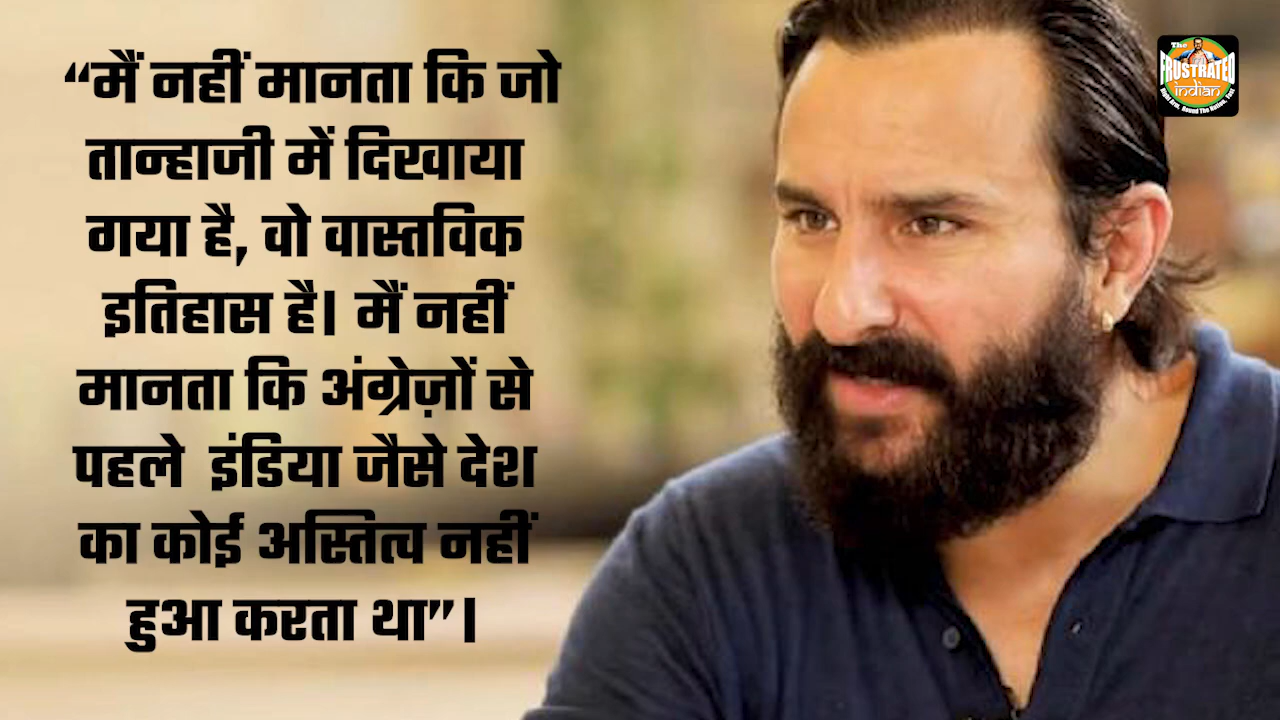 “मैं नहीं मानता कि जो
तान्हाजी में दिखाया
गया है, वो वास्तविक
इतिहास है। मैं नहीं
मानता कि अंग्रेज़ों से
पहले इंडिया जैसे देश
का कोई अस्तित्व नहीं
हुआ करता था”।
The
FRUSTRATED
indian